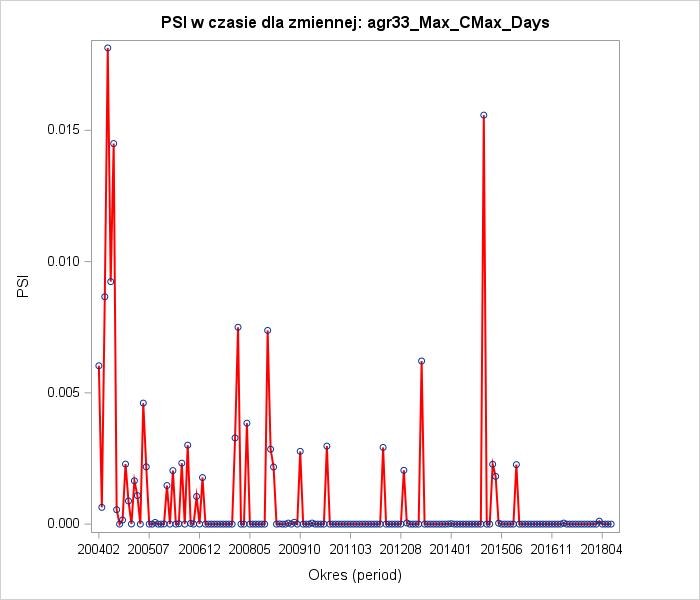 PSI w czasie dla zmiennej: agr33_Max_CMax_Days
0.015
0.010
0.005
0.000
PSI
200402 200507 200612 200805 200910 201103 201208 201401 201506 201611 201804
Okres (period)